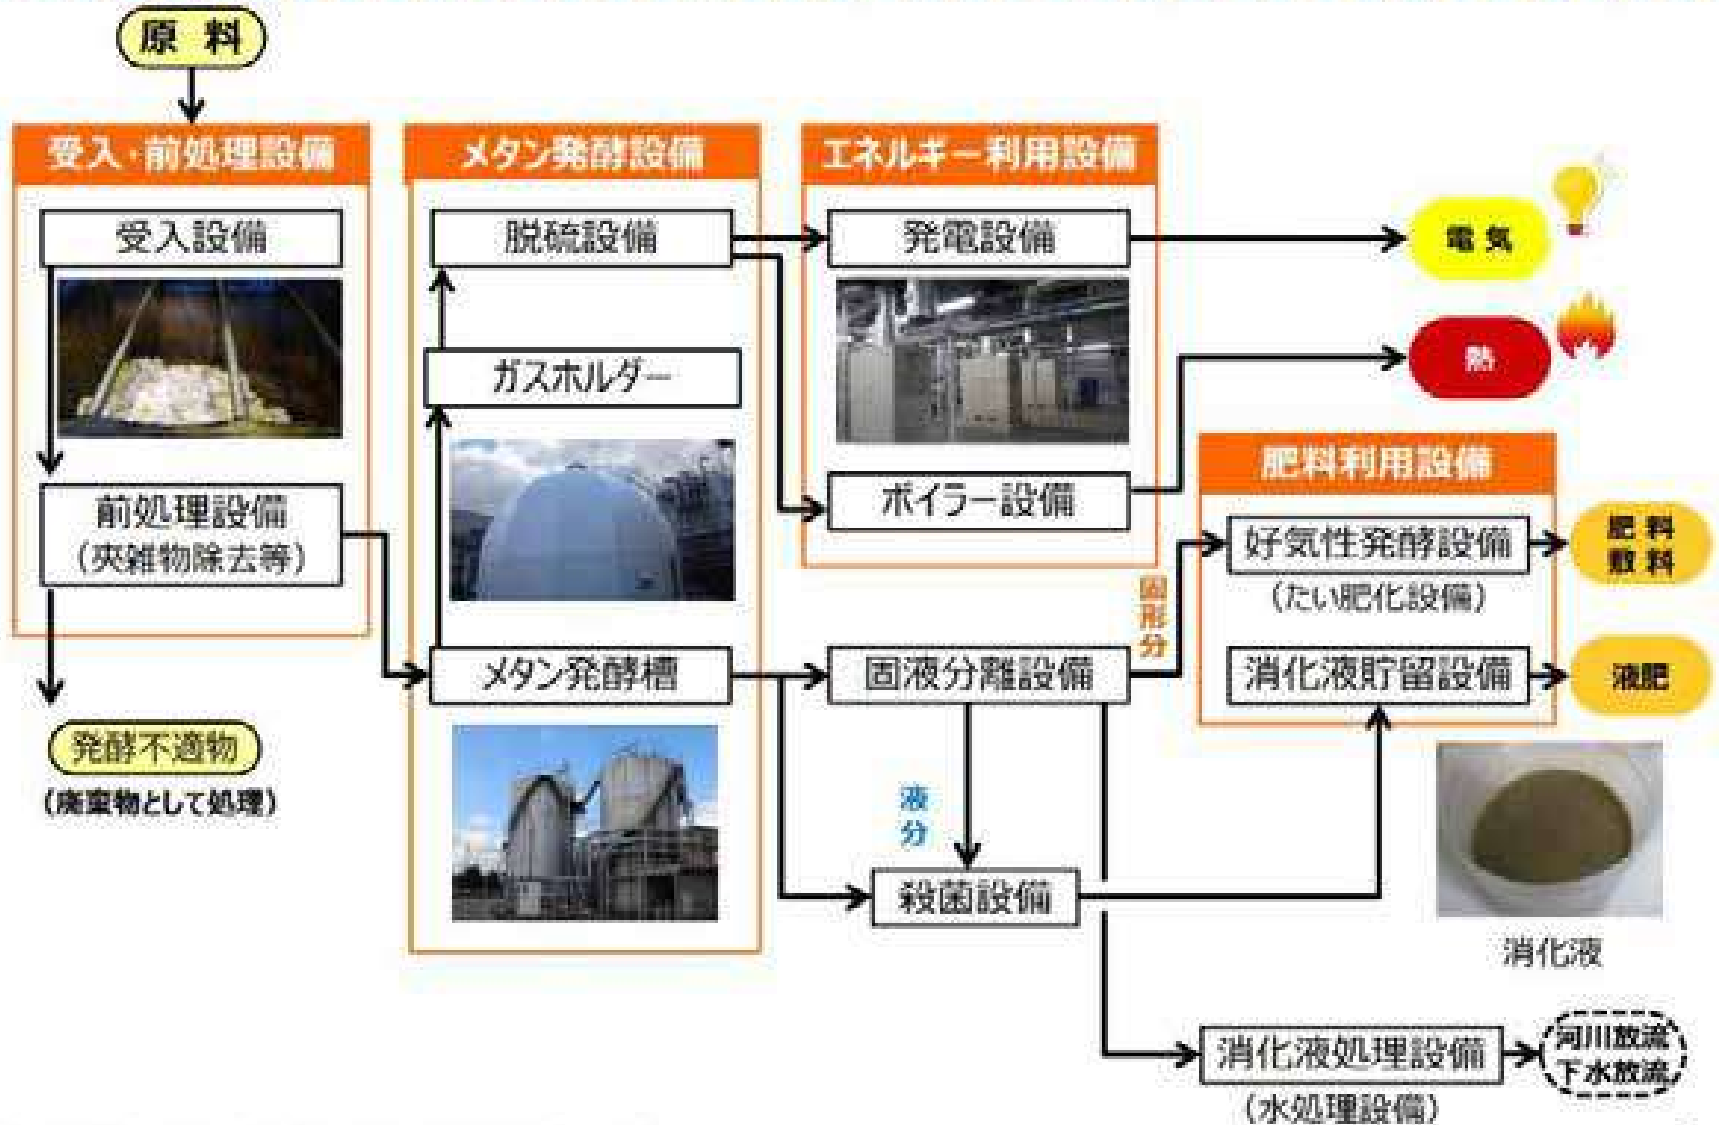 原料
受入・前処理設備
受入設備
前処理設備
(夾雑物除去等)
発酵不適物
(廃棄物として処理)
メタン発酵設備
脱硫設備
ガスホルダー
メタン発酵槽
エネルギー利用設備
発電設備
ボイラー設備
電気
熱
固液分離設備
固形分
液分
殺菌設備
肥料利用設備
好気性発酵設備
(たい肥化設備)
消化液貯留設備
肥料
敷料
液肥
消化液
消化液処理設備
(水処理設備)
河川放流
下水放流